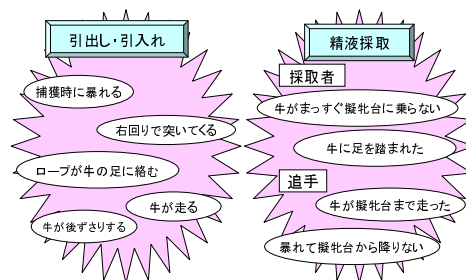 引出し・引入れ
捕獲時に暴れる
右回りで突いてくる
ロープが牛の足に絡む
牛が走る
牛が後ずさりする
精液採取
採取者
牛がまっすぐ擬牝台に乗らない
牛に足を踏まれた
追手
牛が擬牝台まで走った
暴れて擬牝台から降りない